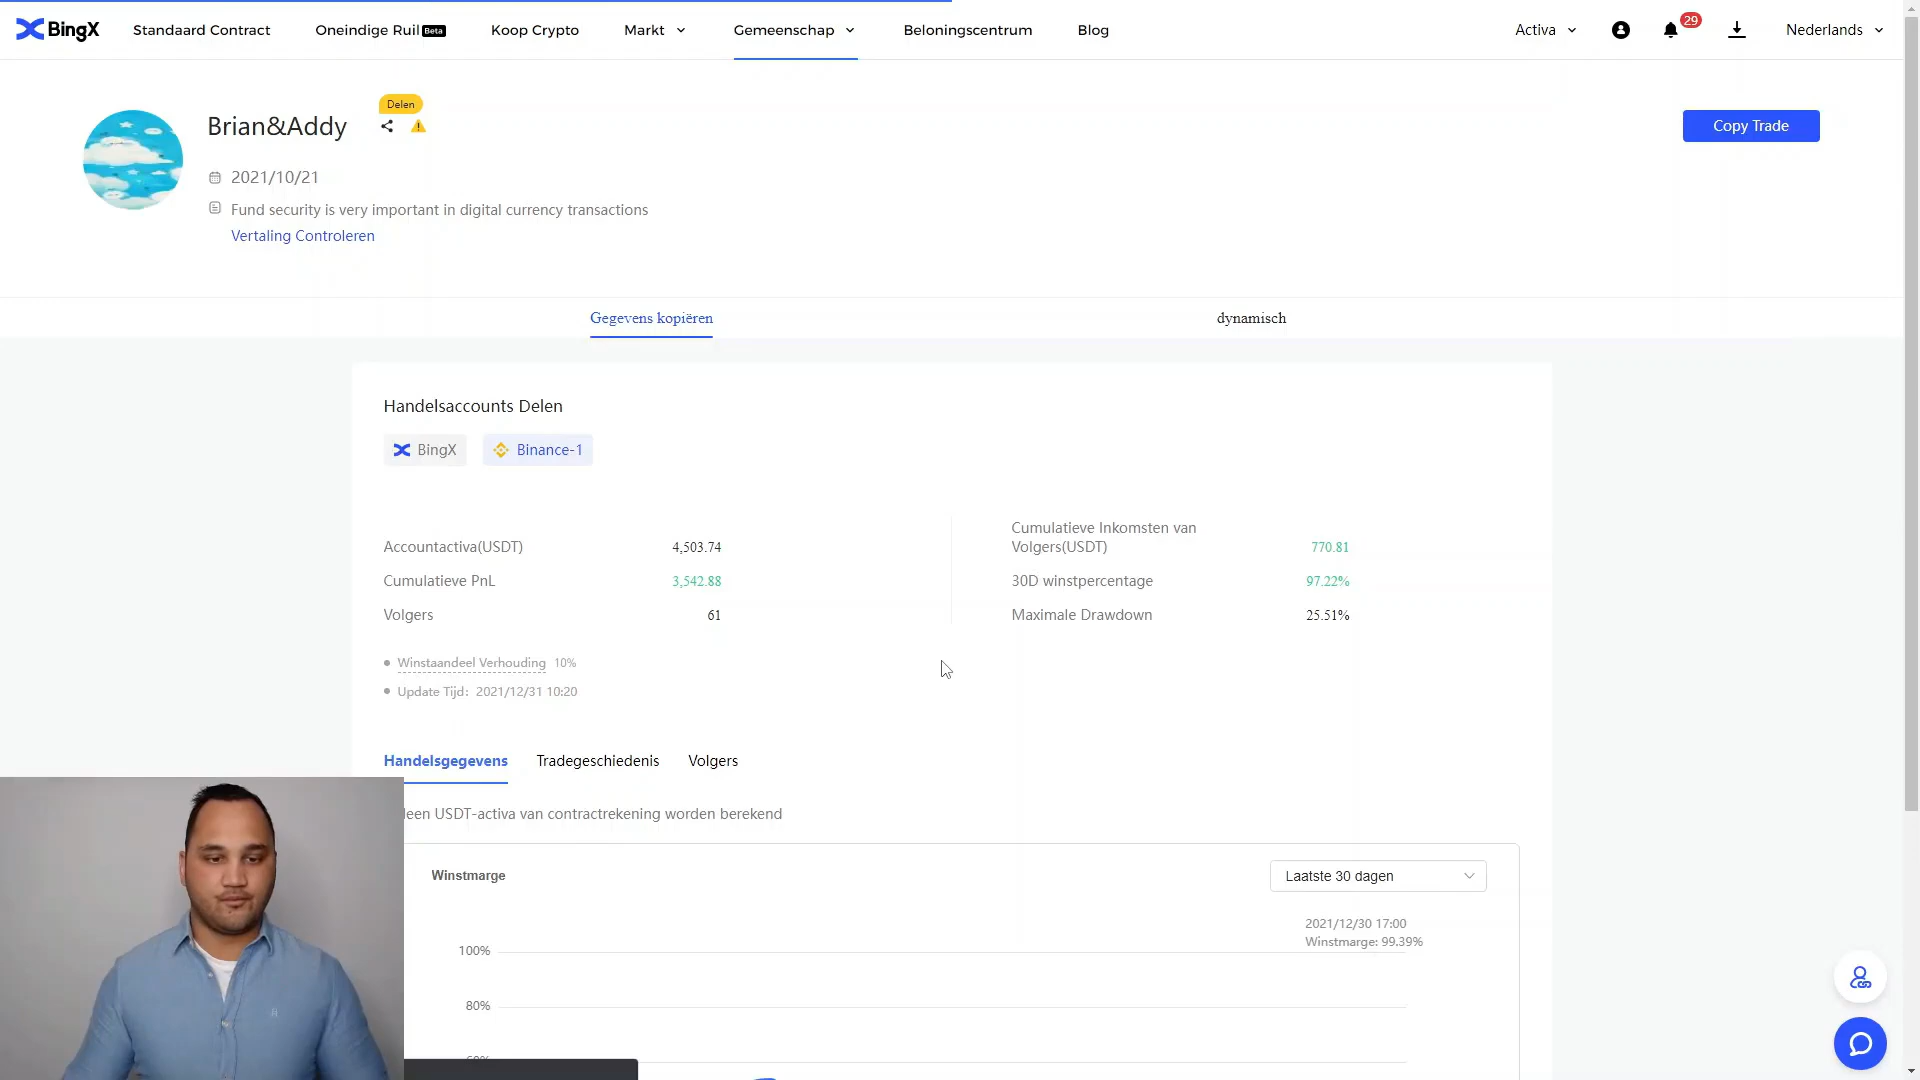 BingX Standaard Contract Oneindige Ruil Beta Koop Crypto Markt Gemeenschap Beloningscentrum Blog Activa 29 Nederlands
Delen
Brian&Addy
Copy Trade
2021/10/21
Fund security is very important in digital currency transactions
Vertaling Controleren
Gegevens kopiëren dynamisch
Handelsaccounts Delen
BingX Binance-1
Accountactiva(USDT) 4,503.74
Cumulatieve PnL 3,542.88
Volgers 61
Cumulatieve Inkomsten van
Volgers(USDT) 770.81
30D winstpercentage 97.22%
Maximale Drawdown 25.51%
Winstaandeel Verhouding 10%
Update Tijd: 2021/12/31 10:20
Handelsgegevens Tradegeschiedenis Volgers
USDT-activa van contractrekening worden berekend
Winstmarge Laatste 30 dagen
2021/12/30 17:00
Winstmarge: 99.39%
100%
80%